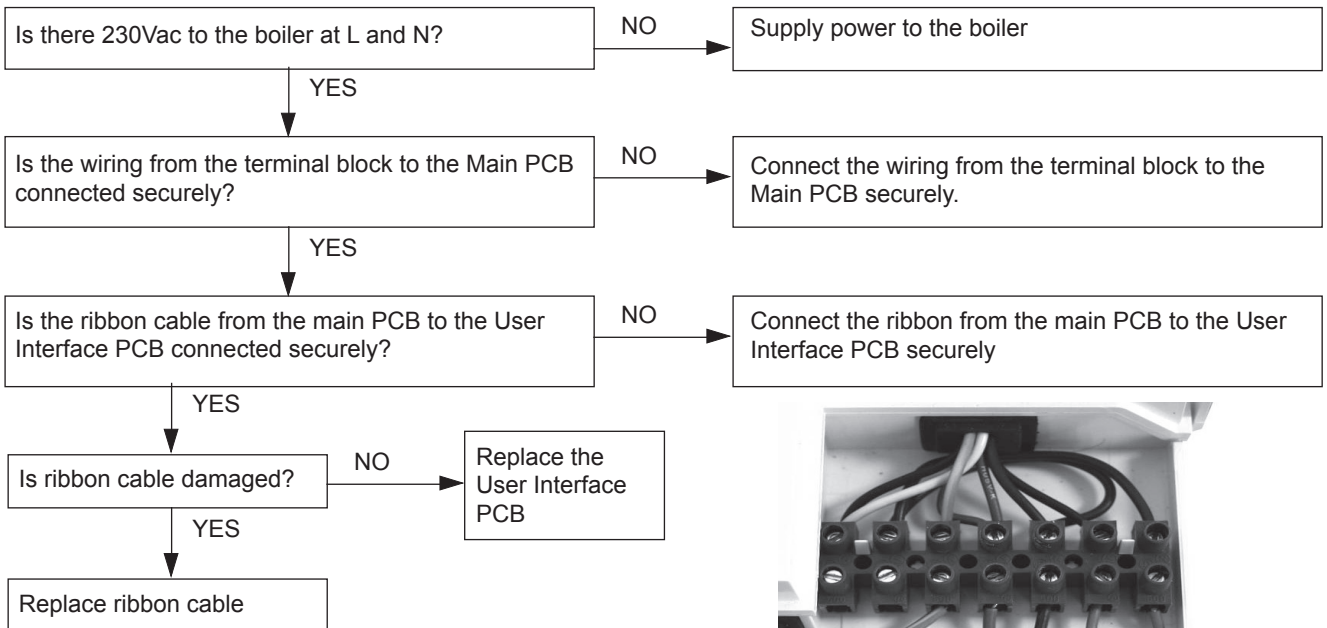 Is there 230Vac to the boiler at L and N?
NO
Supply power to the boiler
YES
Is the wiring from the terminal block to the Main PCB
connected securely?
NO
Connect the wiring from the terminal block to the
Main PCB securely.
YES
Is the ribbon cable from the main PCB to the User
Interface PCB connected securely?
NO
Connect the ribbon from the main PCB to the User
Interface PCB securely
YES
Is ribbon cable damaged?
NO
Replace the
User Interface
PCB
YES
Replace ribbon cable